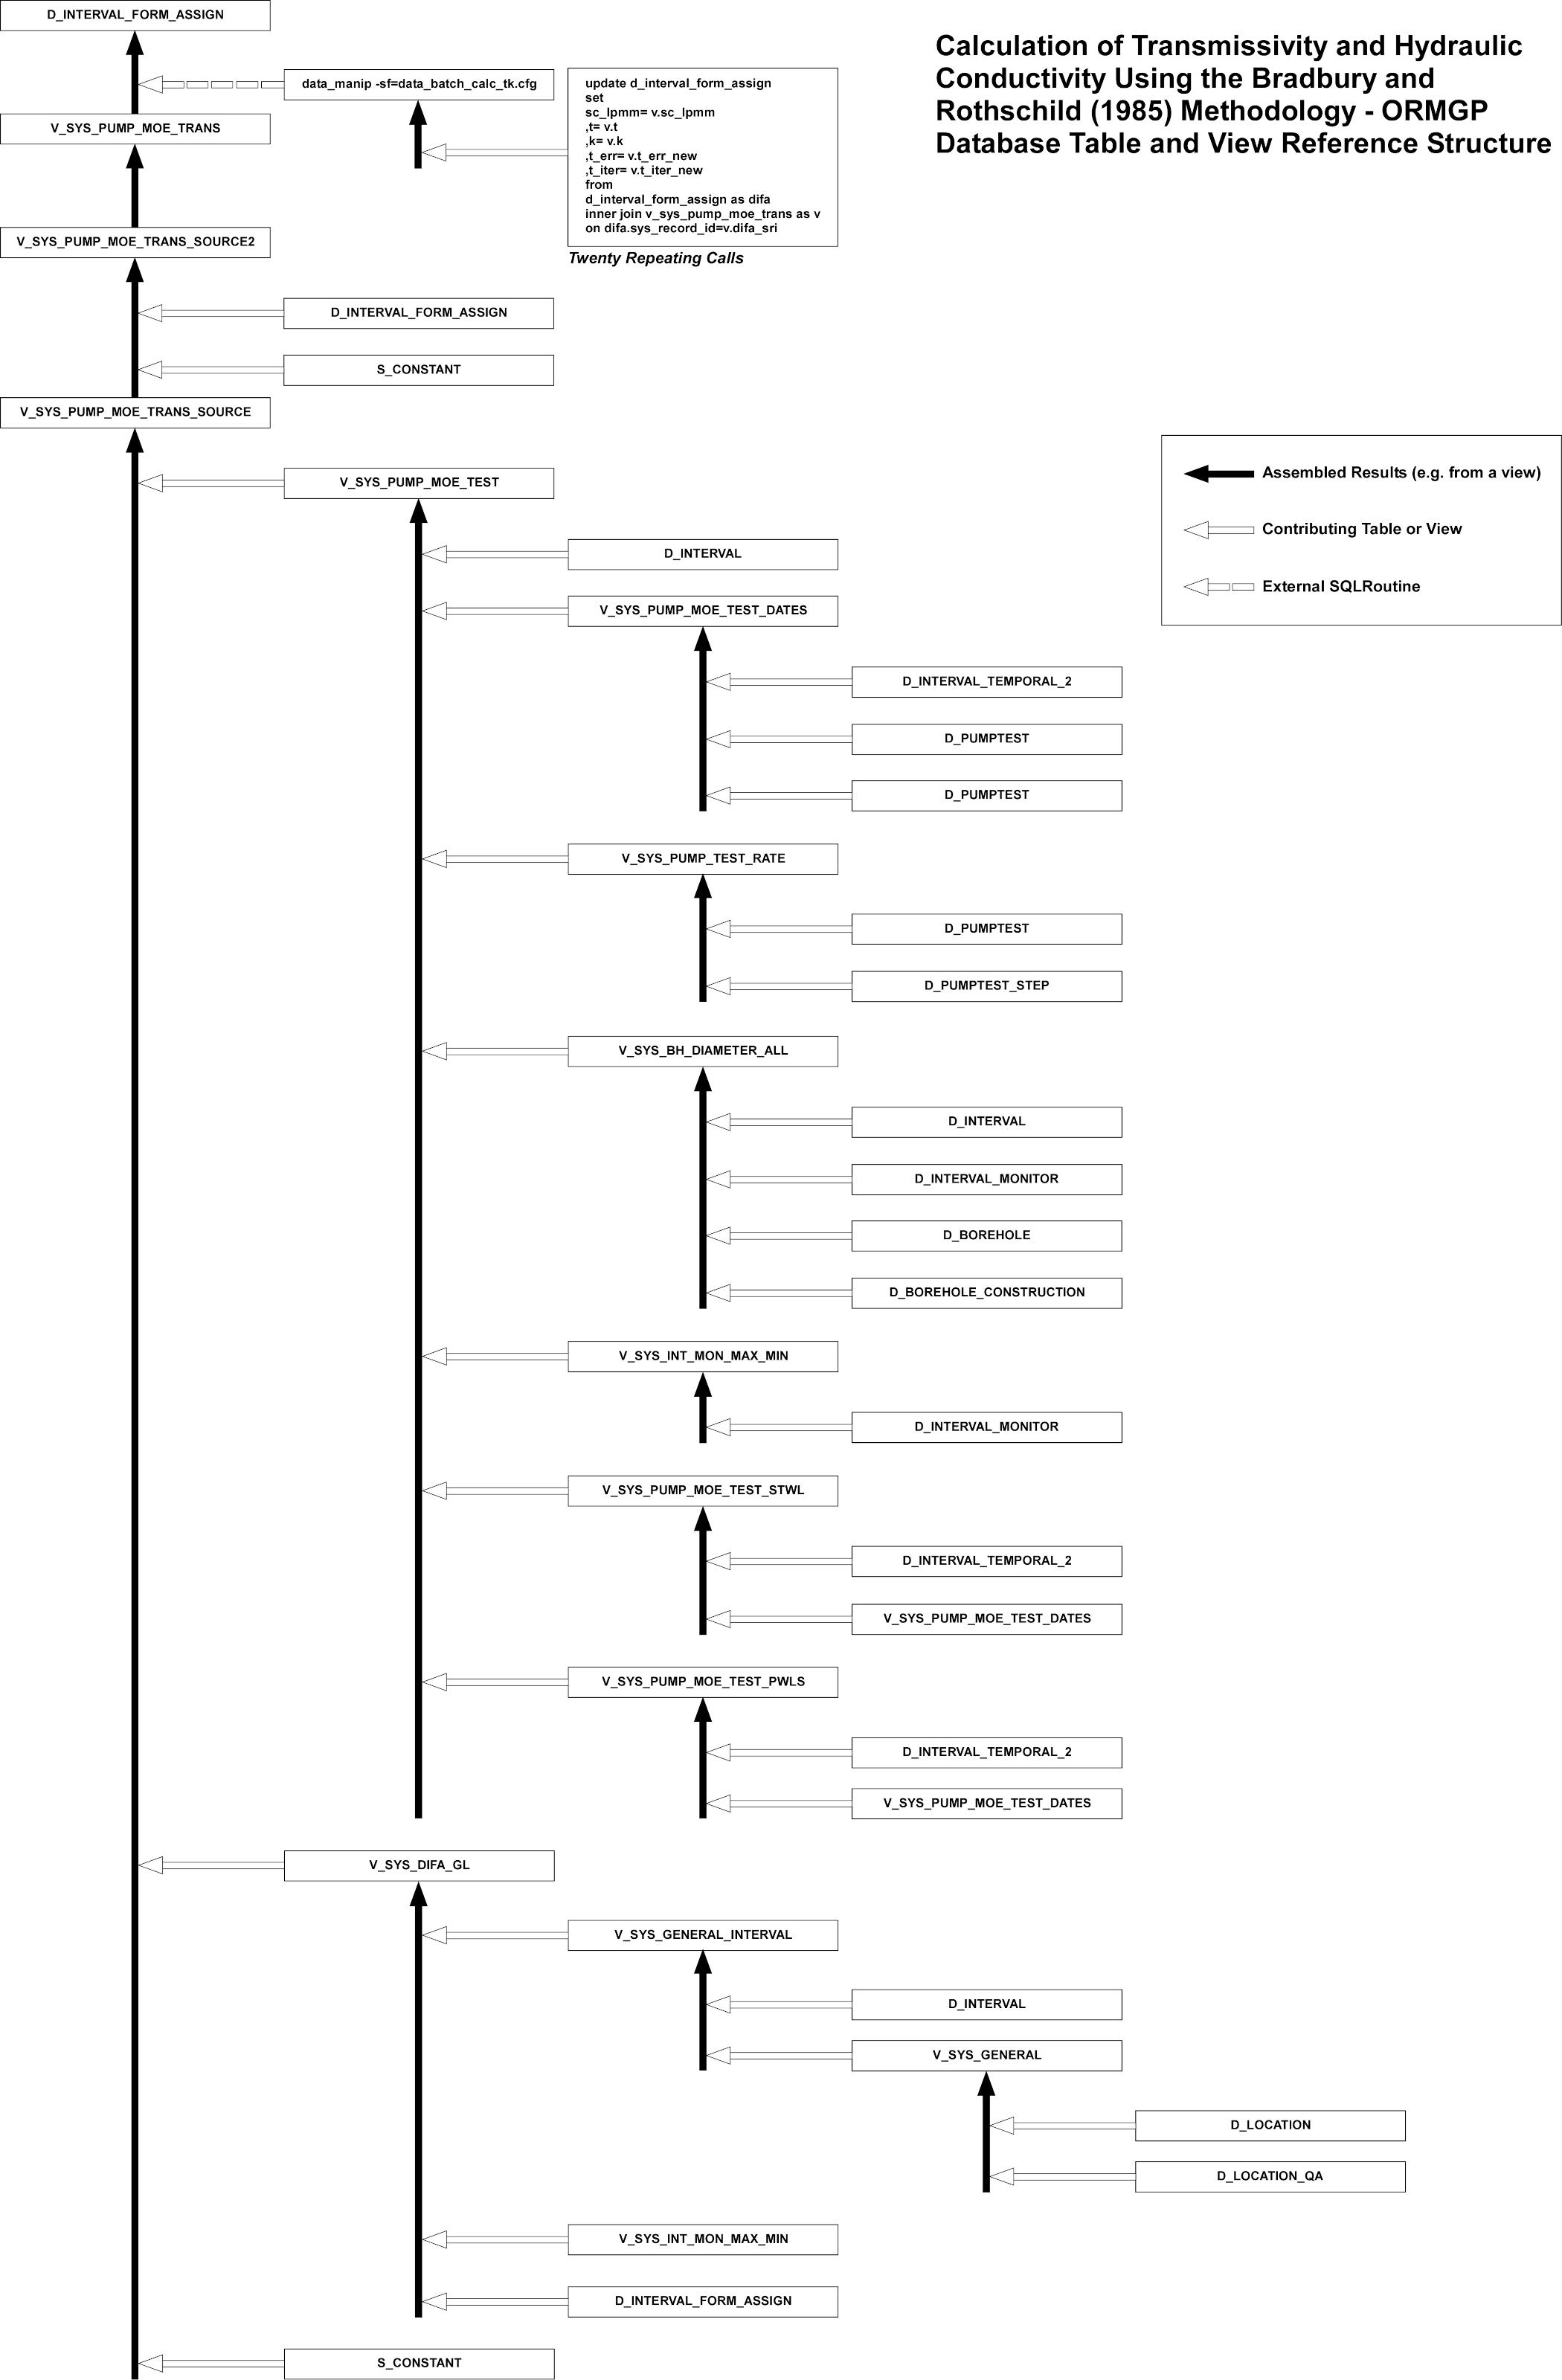 D_INTERVAL_FORM_ASSIGN
Calculation of Transmissivity and Hydraulic
Conductivity Using the Bradbury and
Rothschild (1985) Methodology - ORMGP
Database Table and View Reference Structure
data_manip -sf=data_batch_calc_tk.cfg
update d_interval_form_assign
set
sc_lpmm= v.sc_lpmm
,t= v.t
,k= v.k
,t_err= v.t_err_new
,t_iter= v.t_iter_new
from
d_interval_form_assign as difa
inner join v_sys_pump_moe_trans as v
on difa.sys_record_id=v.difa_sri
Twenty Repeating Calls
V_SYS_PUMP_MOE_TRANS
V_SYS_PUMP_MOE_TRANS_SOURCE2
D_INTERVAL_FORM_ASSIGN
S_CONSTANT
V_SYS_PUMP_MOE_TRANS_SOURCE
Assembled Results (e.g. from a view)
Contributing Table or View
External SQLRoutine
V_SYS_PUMP_MOE_TEST
D_INTERVAL
V_SYS_PUMP_MOE_TEST_DATES
D_INTERVAL_TEMPORAL_2
D_PUMPTEST
D_PUMPTEST
V_SYS_PUMP_TEST_RATE
D_PUMPTEST
D_PUMPTEST_STEP
V_SYS_BH_DIAMETER_ALL
D_INTERVAL
D_INTERVAL_MONITOR
D_BOREHOLE
D_BOREHOLE_CONSTRUCTION
V_SYS_INT_MON_MAX_MIN
D_INTERVAL_MONITOR
V_SYS_PUMP_MOE_TEST_STWL
D_INTERVAL_TEMPORAL_2
V_SYS_PUMP_MOE_TEST_DATES
V_SYS_PUMP_MOE_TEST_PWLS
D_INTERVAL_TEMPORAL_2
V_SYS_PUMP_MOE_TEST_DATES
V_SYS_DIFA_GL
V_SYS_GENERAL_INTERVAL
D_INTERVAL
V_SYS_GENERAL
D_LOCATION
D_LOCATION_QA
V_SYS_INT_MON_MAX_MIN
D_INTERVAL_FORM_ASSIGN
S_CONSTANT